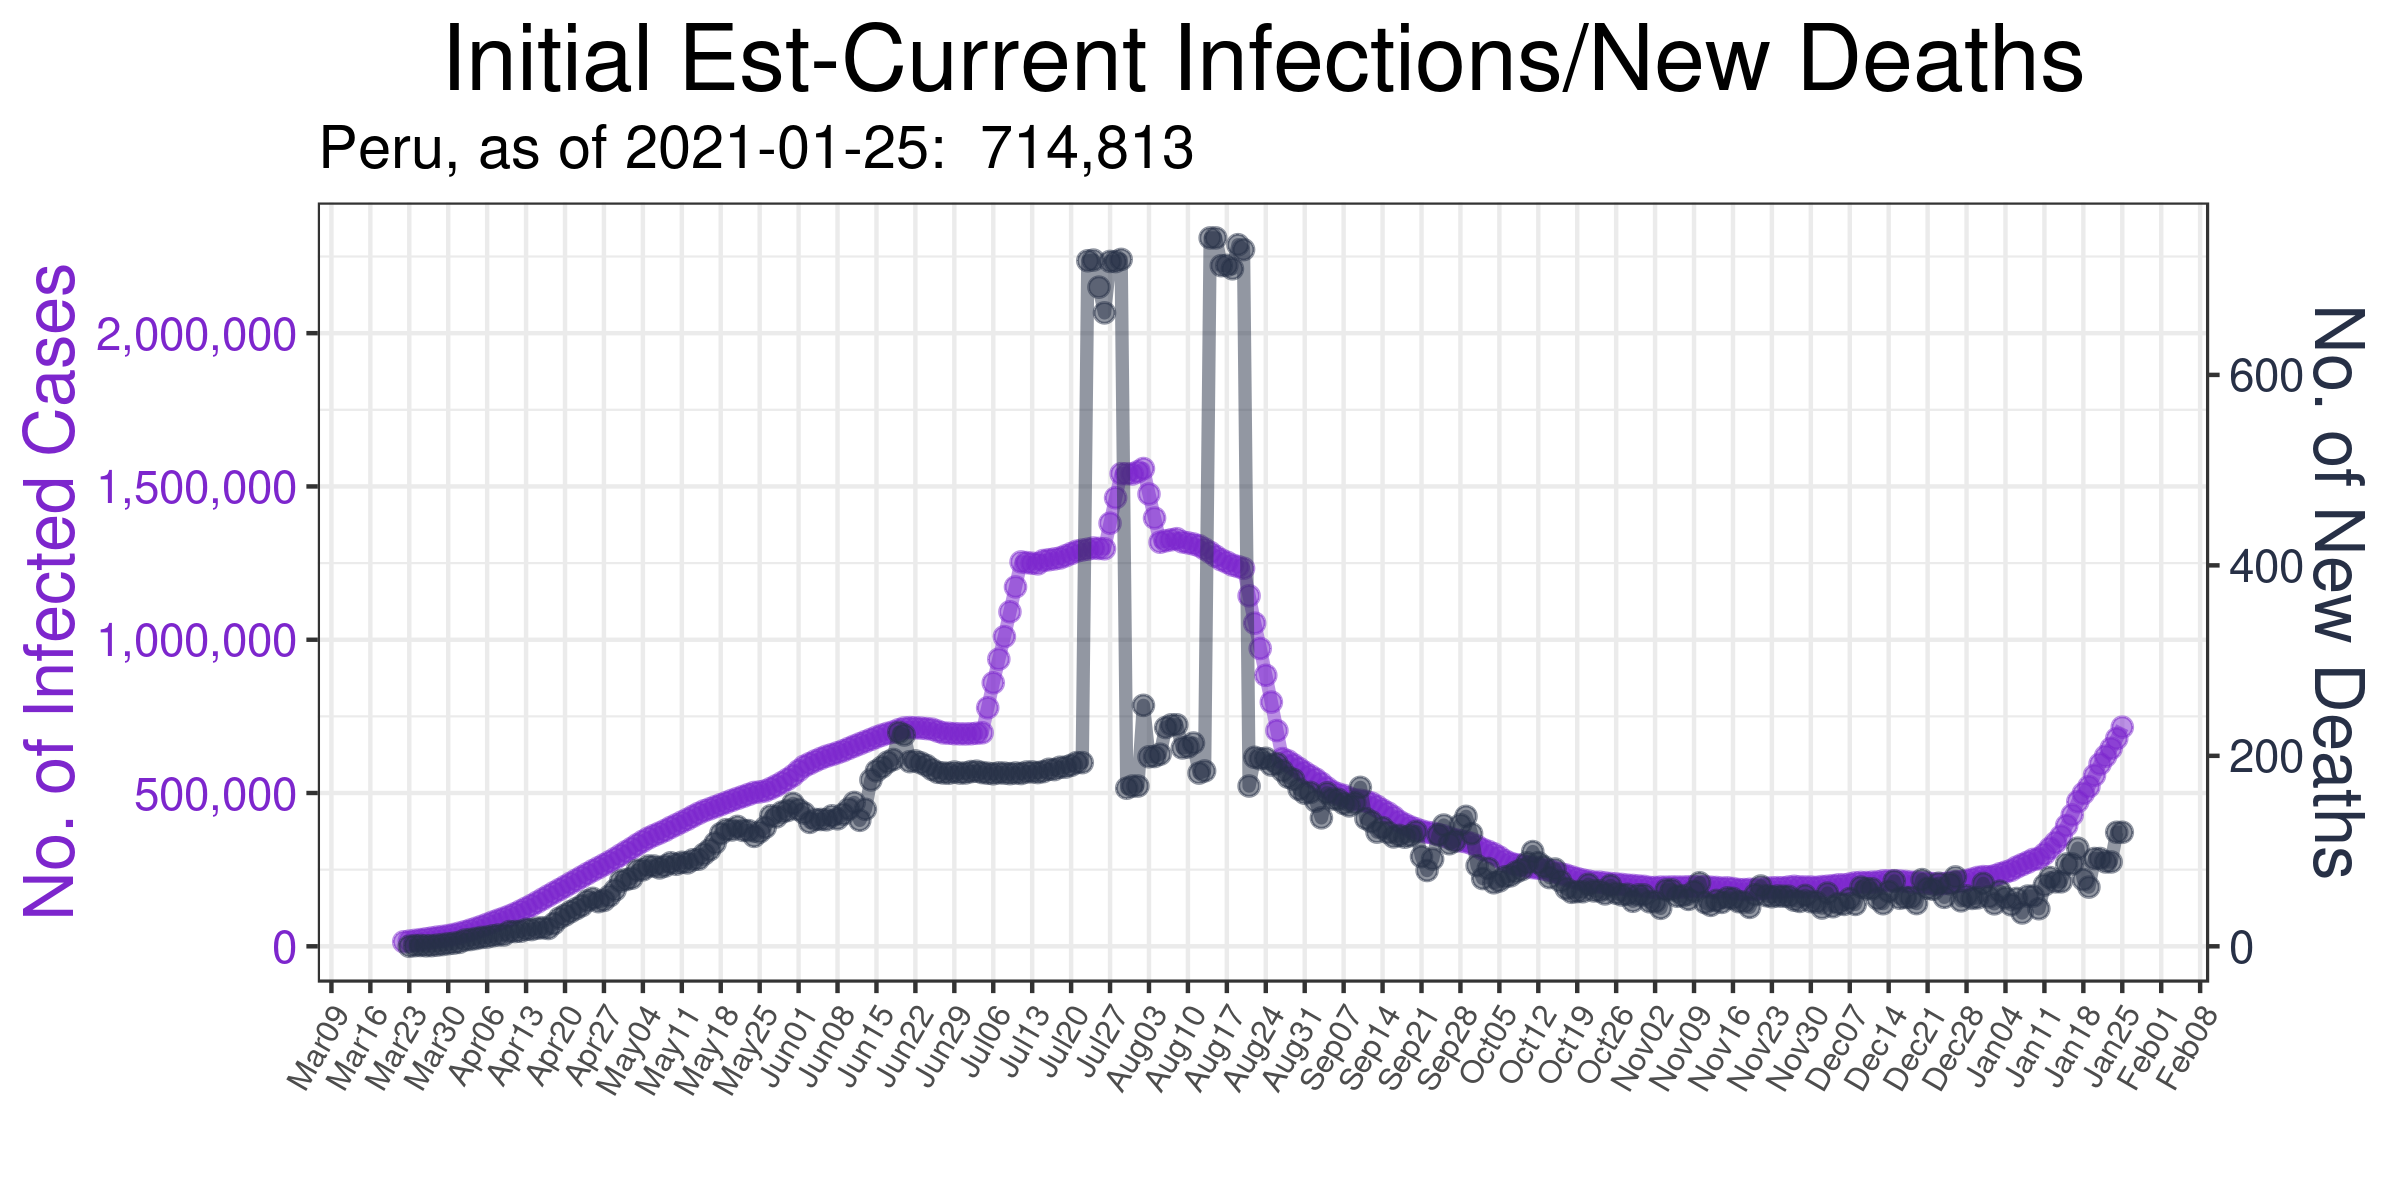 Initial Est-Current Infections/New Deaths
Peru, as of 2021-01-25:  714,813
No. of Infected Cases
2,000,000
1,500,000
1,000,000
500,000
0
No. of New Deaths
600
400
200
0
Mar09
Mar16
Mar23
Mar30
Apr06
Apr13
Apr20
Apr27
May04
May11
May18
May25
Jun01
Jun08
Jun15
Jun22
Jun29
Jul06
Jul13
Jul20
Jul27
Aug03
Aug10
Aug17
Aug24
Aug31
Sep07
Sep14
Sep21
Sep28
Oct05
Oct12
Oct19
Oct26
Nov02
Nov09
Nov16
Nov23
Nov30
Dec07
Dec14
Dec21
Dec28
Dec04
Jan11
Jan18
Jan25
Feb01
Feb08